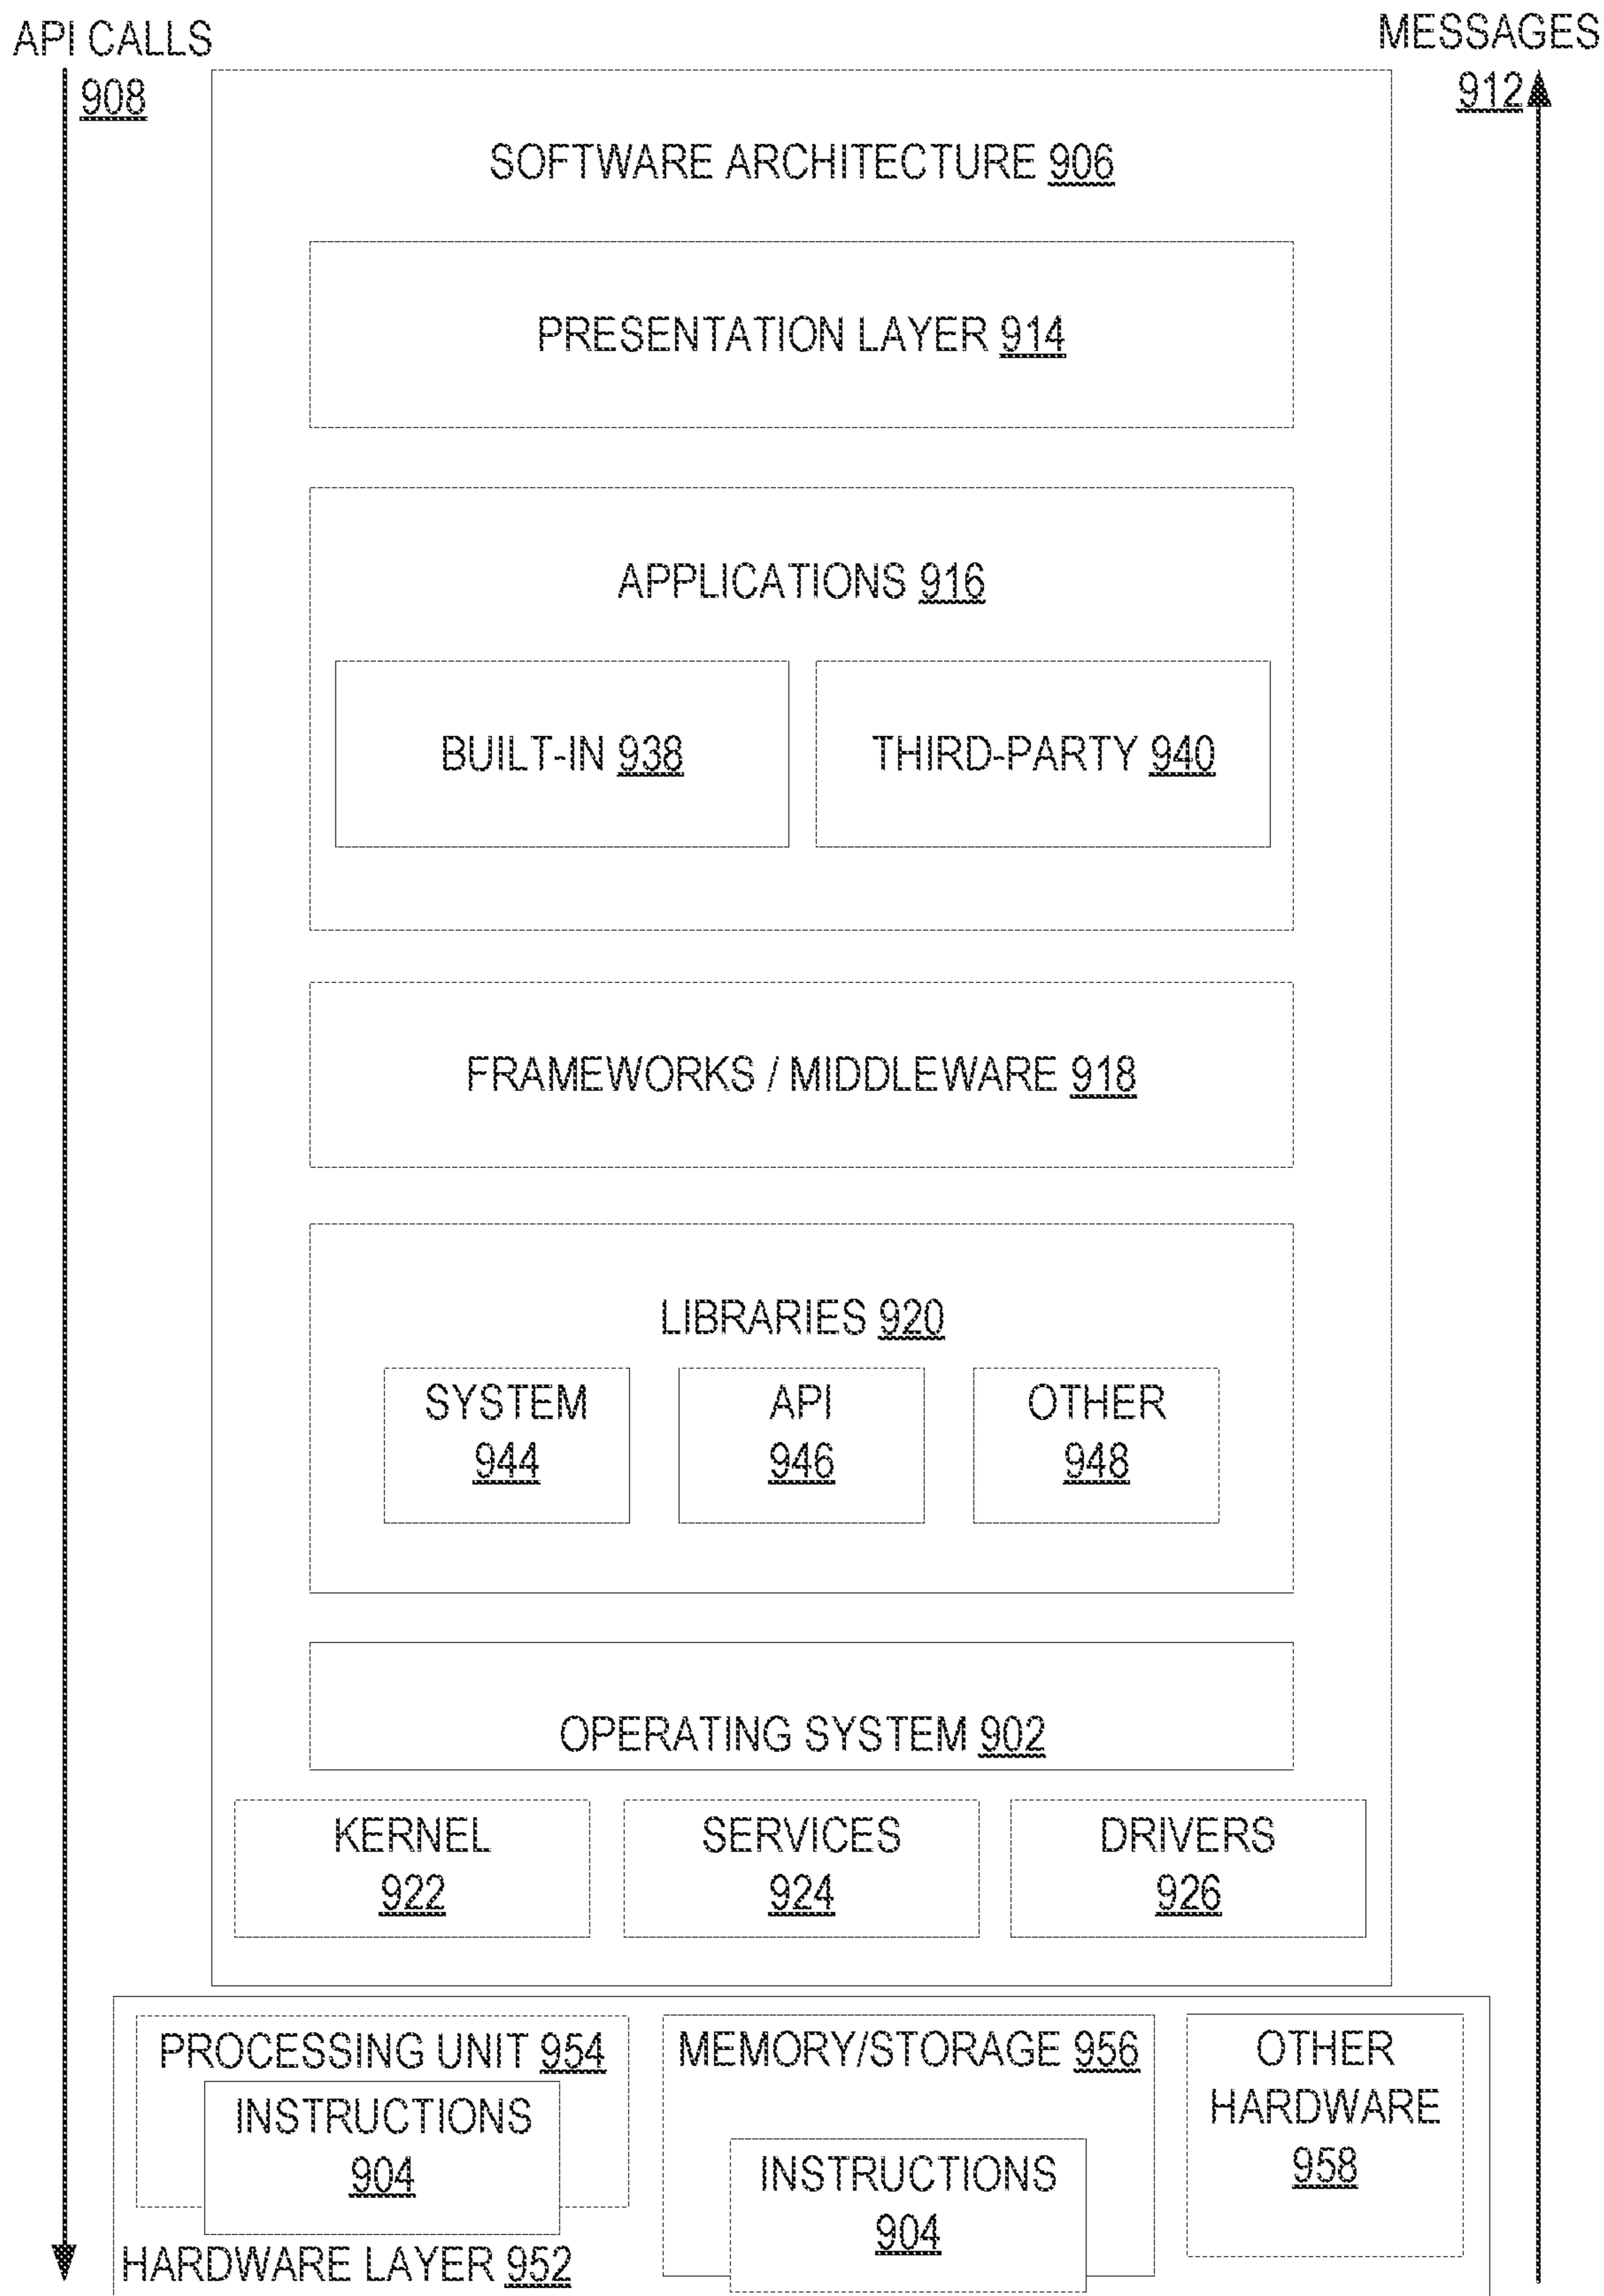 API CALLS
908
MESSAGES
912
SOFTWARE ARCHITECTURE 906
PRESENTATION LAYER 914
APPLICATIONS 916
BUILT-IN 938
THIRD-PARTY 940
FRAMEWORKS / MIDDLEWARE 918
LIBRARIES 920
SYSTEM
944
API
946
OTHER
948
OPERATING SYSTEM 902
KERNEL
922
SERVICES
924
DRIVERS
926
PROCESSING UNIT 954
INSTRUCTIONS
904
MEMORY/STORAGE 956
INSTRUCTIONS
904
OTHER
HARDWARE
958
HARDWARE LAYER 952